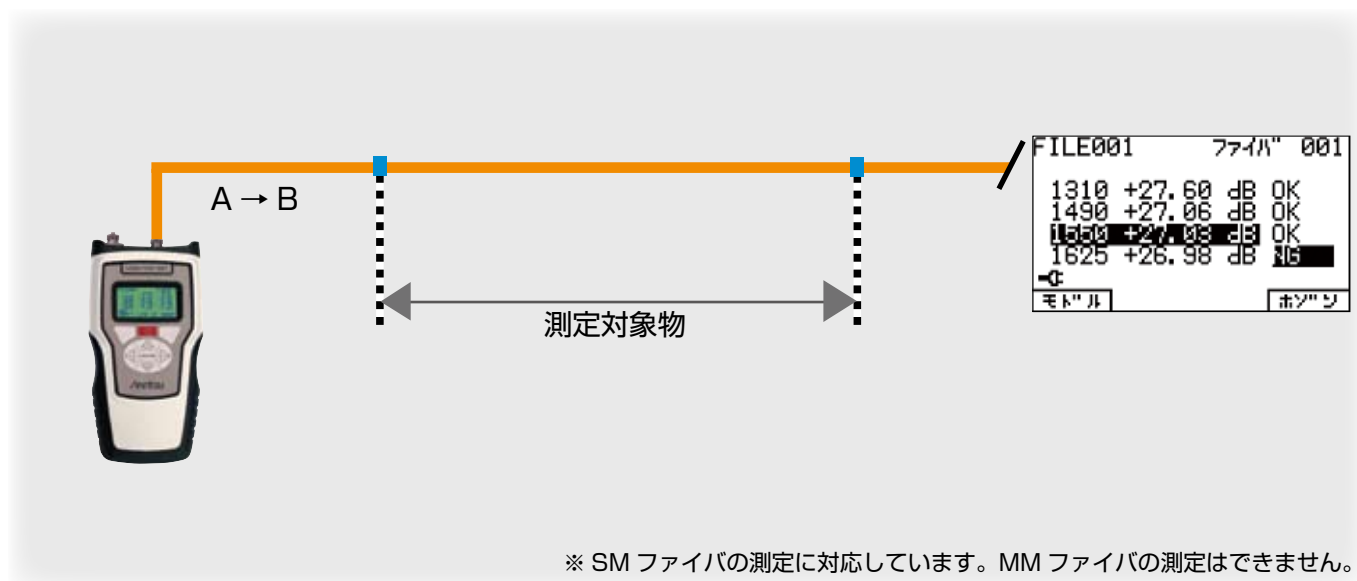 FILE001 ファイバ 001
1310 +27.60 dB OK
1490 +27.06 dB OK
1550 +27.08 dB OK
1625 +26.98 dB NG
モドル ホゾン
A → B
測定対象物
Anritsu
※ SM ファイバの測定に対応しています。MM ファイバの測定はできません。